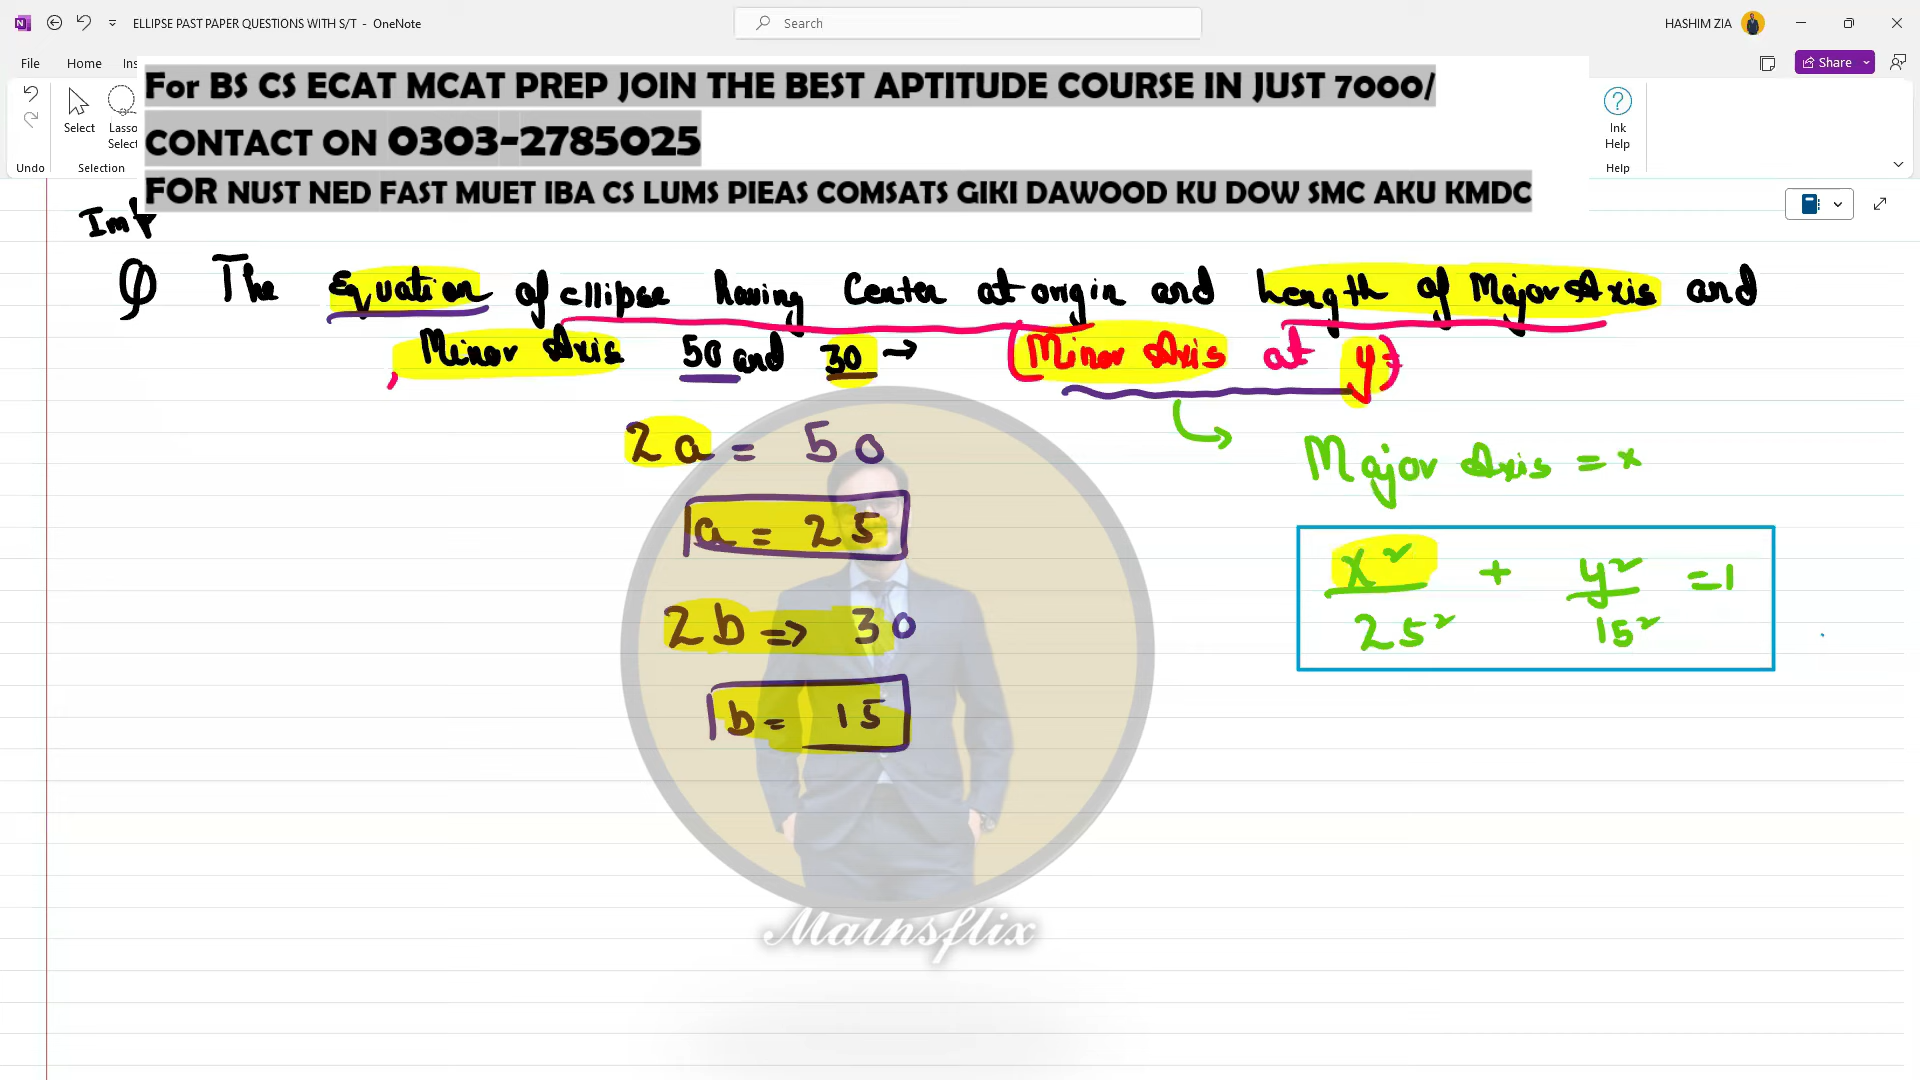 ELLIPSE PAST PAPER QUESTIONS WITH S/T - OneNote
Search
HASHIM ZIA
File Home Ins
Share
For BS CS ECAT MCAT PREP JOIN THE BEST APTITUDE COURSE IN JUST 7000/
CONTACT ON 0303-2785025
FOR NUST NED FAST MUET IBA CS LUMS PIEAS COMSATS GIKI DAWOOD KU DOW SMC AKU KMDC
Select
Lasso
Select
Ink
Help
Undo
Selection
Help
Imp
Q The Equation of ellipse having Center at origin and Length of Major Axis and
Minor Axis 50 and 30 → (Minor Axis at y)
2a = 50
Major Axis = x
a = 25
x² + y² = 1
25² 15²
2b => 30
b = 15
Mainsflix